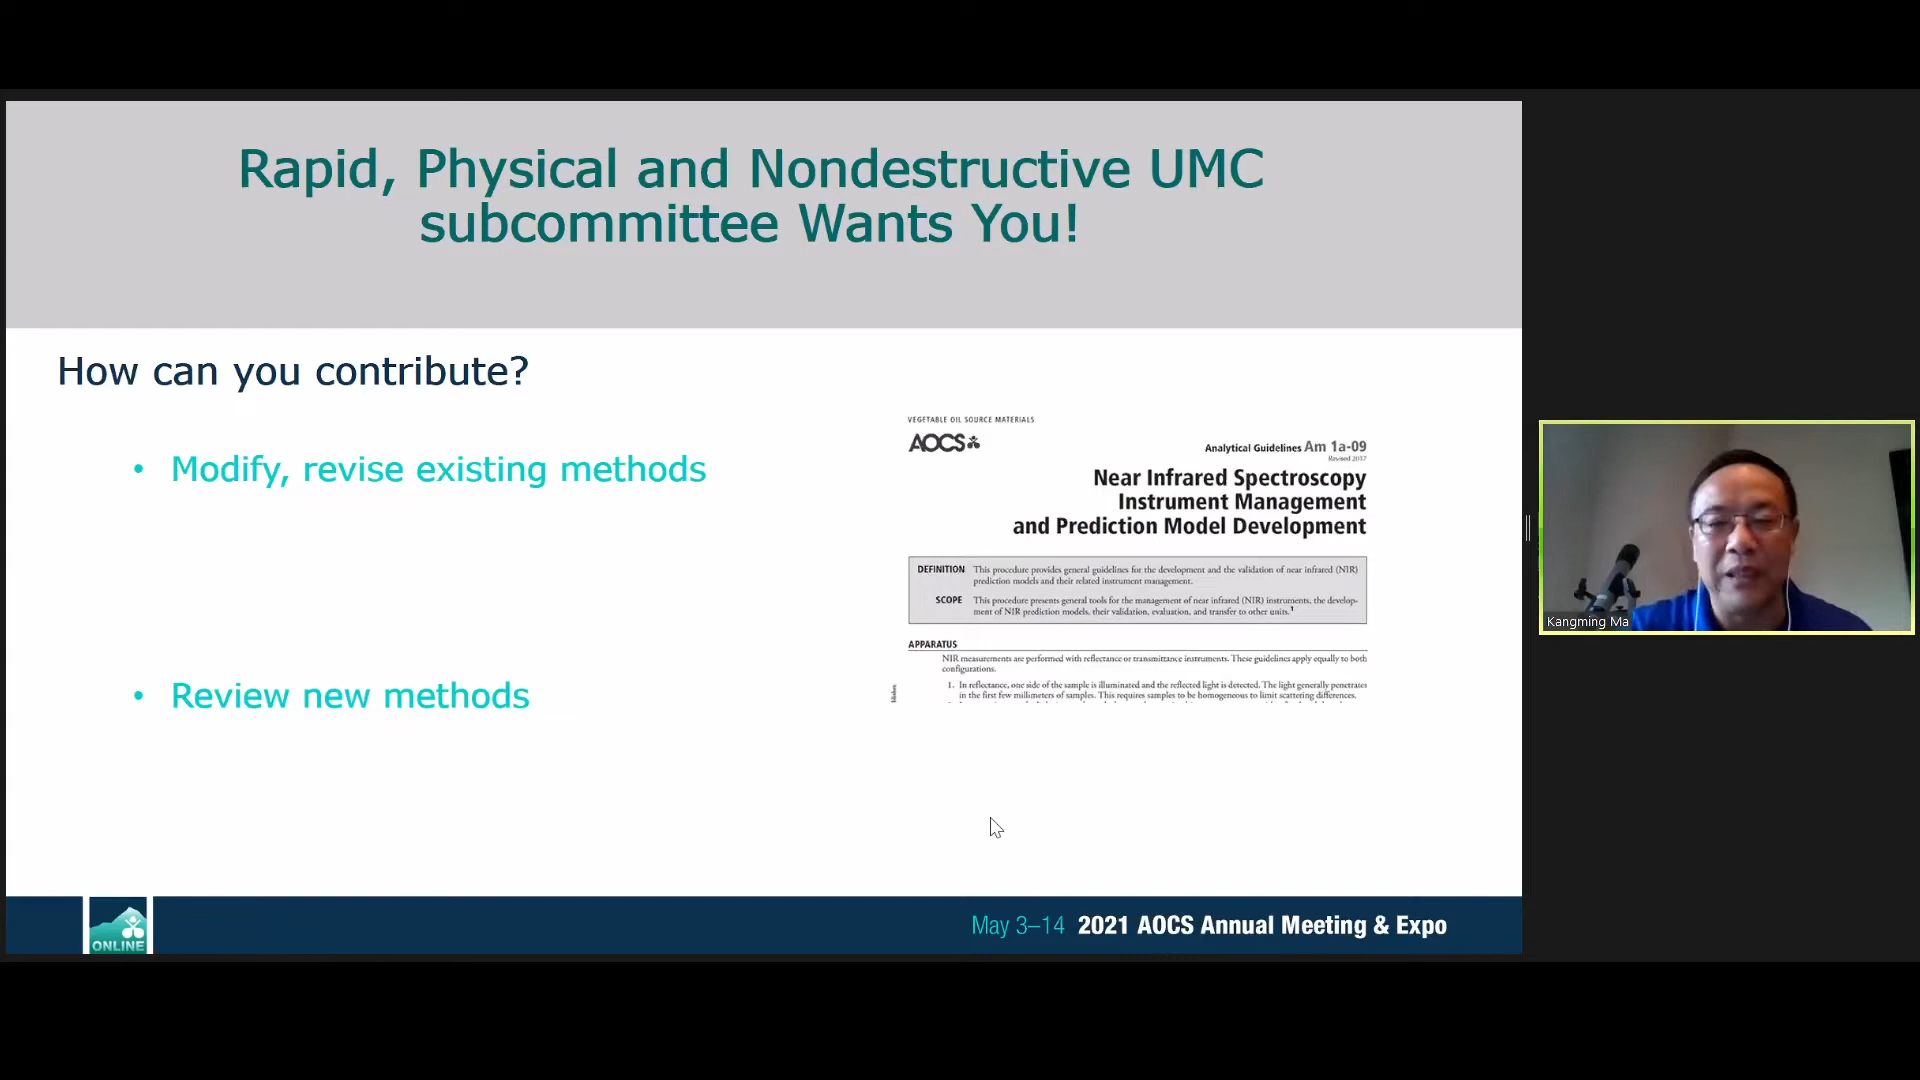 Rapid, Physical and Nondestructive UMC
subcommittee Wants You!
How can you contribute?
• Modify, revise existing methods
• Review new methods
VEGETABLE OIL SOURCE MATERIALS
AOCS
Analytical Guidelines Am 1a-09
Revised 2017
Near Infrared Spectroscopy
Instrument Management
and Prediction Model Development
DEFINITION This procedure provides general guidelines for the development and the validation of near infrared (NIR)
prediction models and their related instrument management.
SCOPE This procedure presents general tools for the management of near infrared (NIR) instruments, the develop-
ment of NIR prediction models, their validation, evaluation, and transfer to other units.1
APPARATUS
NIR measurements are performed with reflectance or transmittance instruments. These guidelines apply equally to both
configurations.
1. In reflectance, one side of the sample is illuminated and the reflected light is detected. The light generally penetrates
in the first few millimeters of samples. This requires samples to be homogeneous to limit scattering differences.
Kangming Ma
ONLINE
May 3–14 2021 AOCS Annual Meeting & Expo